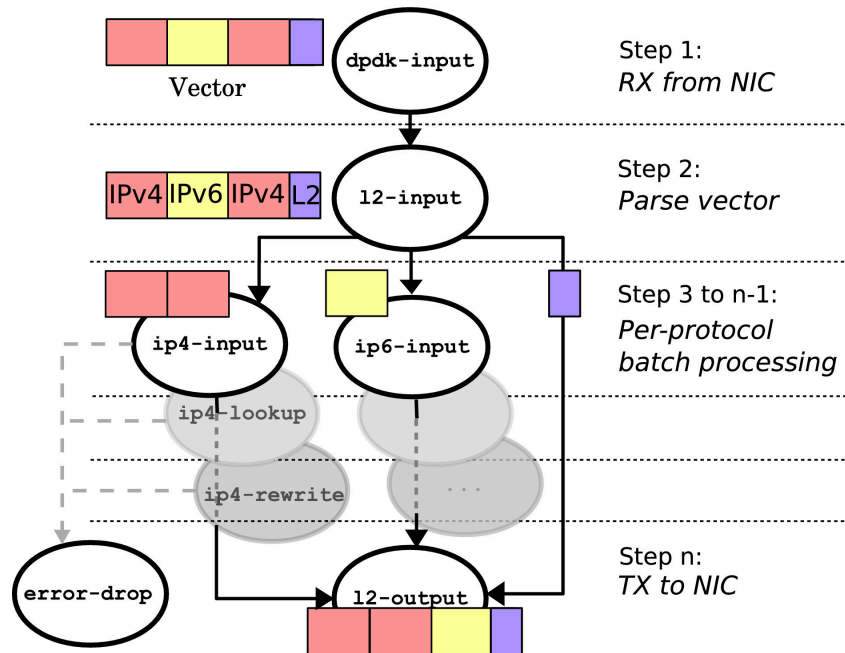 dpdk-input
Step 1:
RX from NIC
Vector
IPv4 IPv6 IPv4 L2
l2-input
Step 2:
Parse vector
Step 3 to n-1:
Per-protocol
batch processing
ip4-input
ip6-input
ip4-lookup
ip4-rewrite
...
error-drop
l2-output
Step n:
TX to NIC